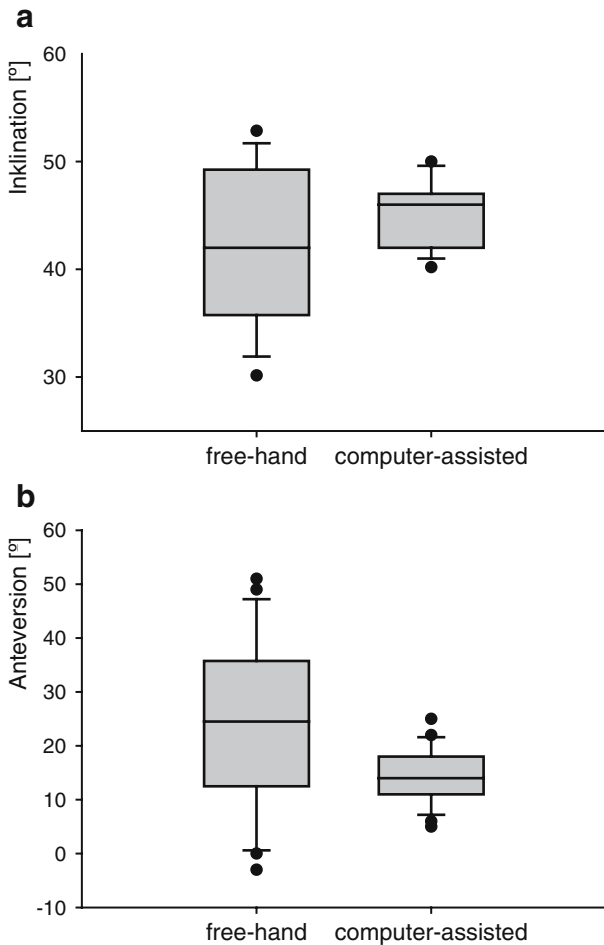 a
Inklination [º]
60
50
40
30
free-hand computer-assisted
b
Anteversion [º]
60
50
40
30
20
10
0
-10
free-hand computer-assisted